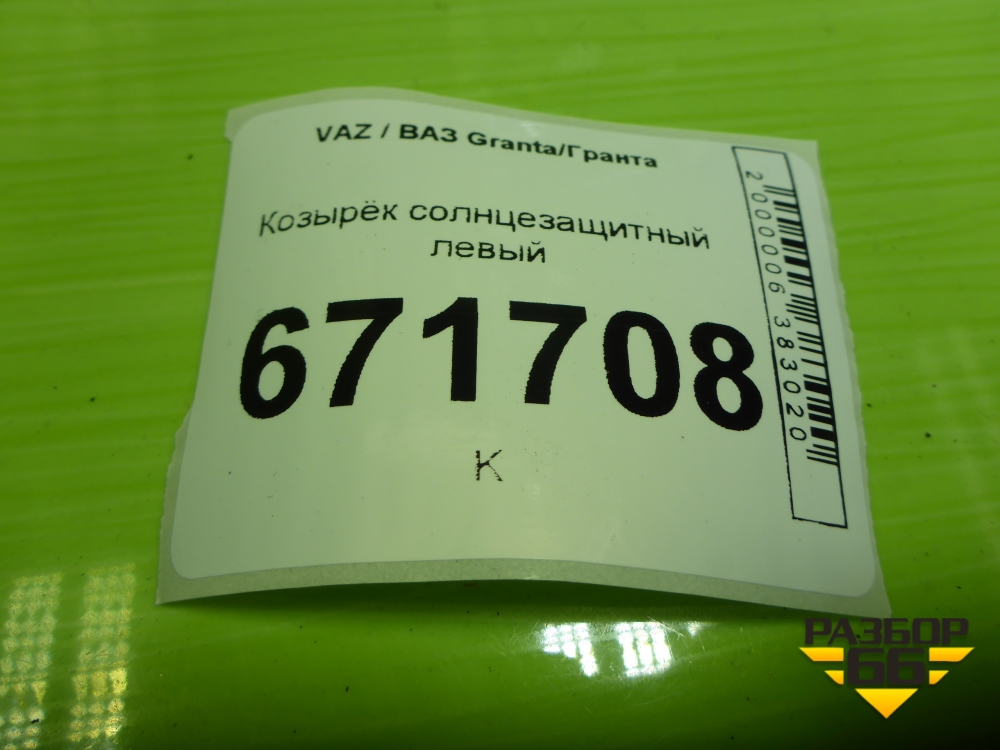 VAZ / ВАЗ Granta/Гранта
Козырёк солнцезащитный
левый
671708
К
2000006383020
РАЗБОР
66